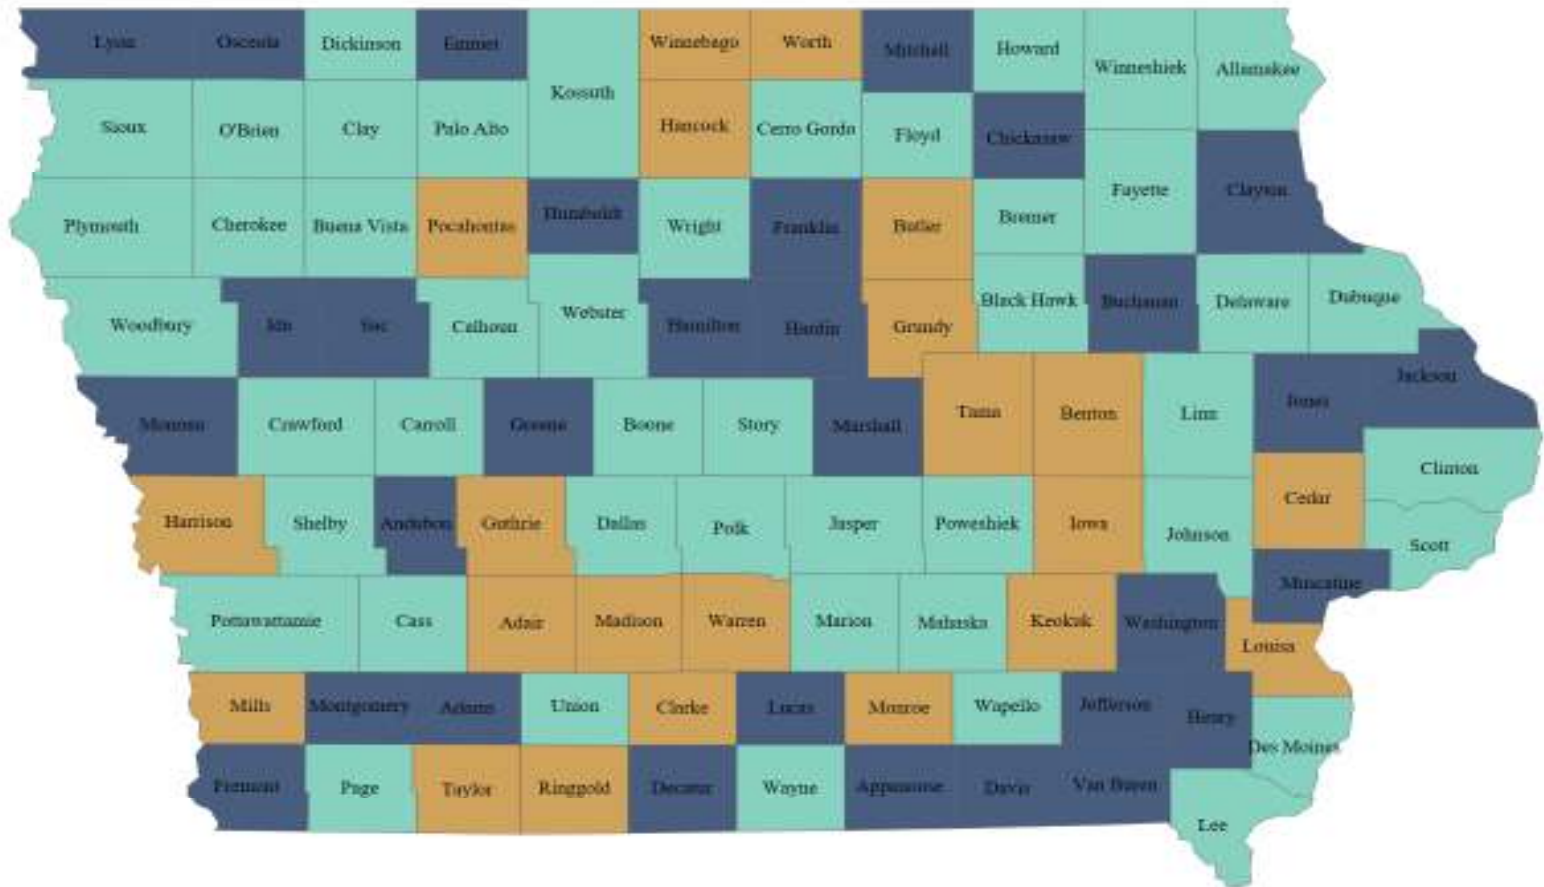 Lyon
Osceola
Dickinson
Emmet
Kossuth
Winnebago
Worth
Mitchell
Howard
Winneshiek
Allamakee
Sioux
O'Brien
Clay
Palo Alto
Hancock
Cerro Gordo
Floyd
Chickasaw
Fayette
Clayton
Plymouth
Cherokee
Buena Vista
Pocahontas
Humboldt
Wright
Franklin
Butler
Bremer
Woodbury
Ida
Sac
Calhoun
Webster
Hamilton
Hardin
Grundy
Black Hawk
Buchanan
Delaware
Dubuque
Monona
Crawford
Carroll
Greene
Boone
Story
Marshall
Tama
Benton
Linn
Jones
Jackson
Clinton
Harrison
Shelby
Audubon
Guthrie
Dallas
Polk
Jasper
Poweshiek
Iowa
Johnson
Cedar
Scott
Muscatine
Pottawattamie
Cass
Adair
Madison
Warren
Marion
Mahaska
Keokuk
Washington
Louisa
Mills
Montgomery
Adams
Union
Clarke
Lucas
Monroe
Wapello
Jefferson
Henry
Des Moines
Fremont
Page
Taylor
Ringgold
Decatur
Wayne
Appanoose
Davis
Van Buren
Lee